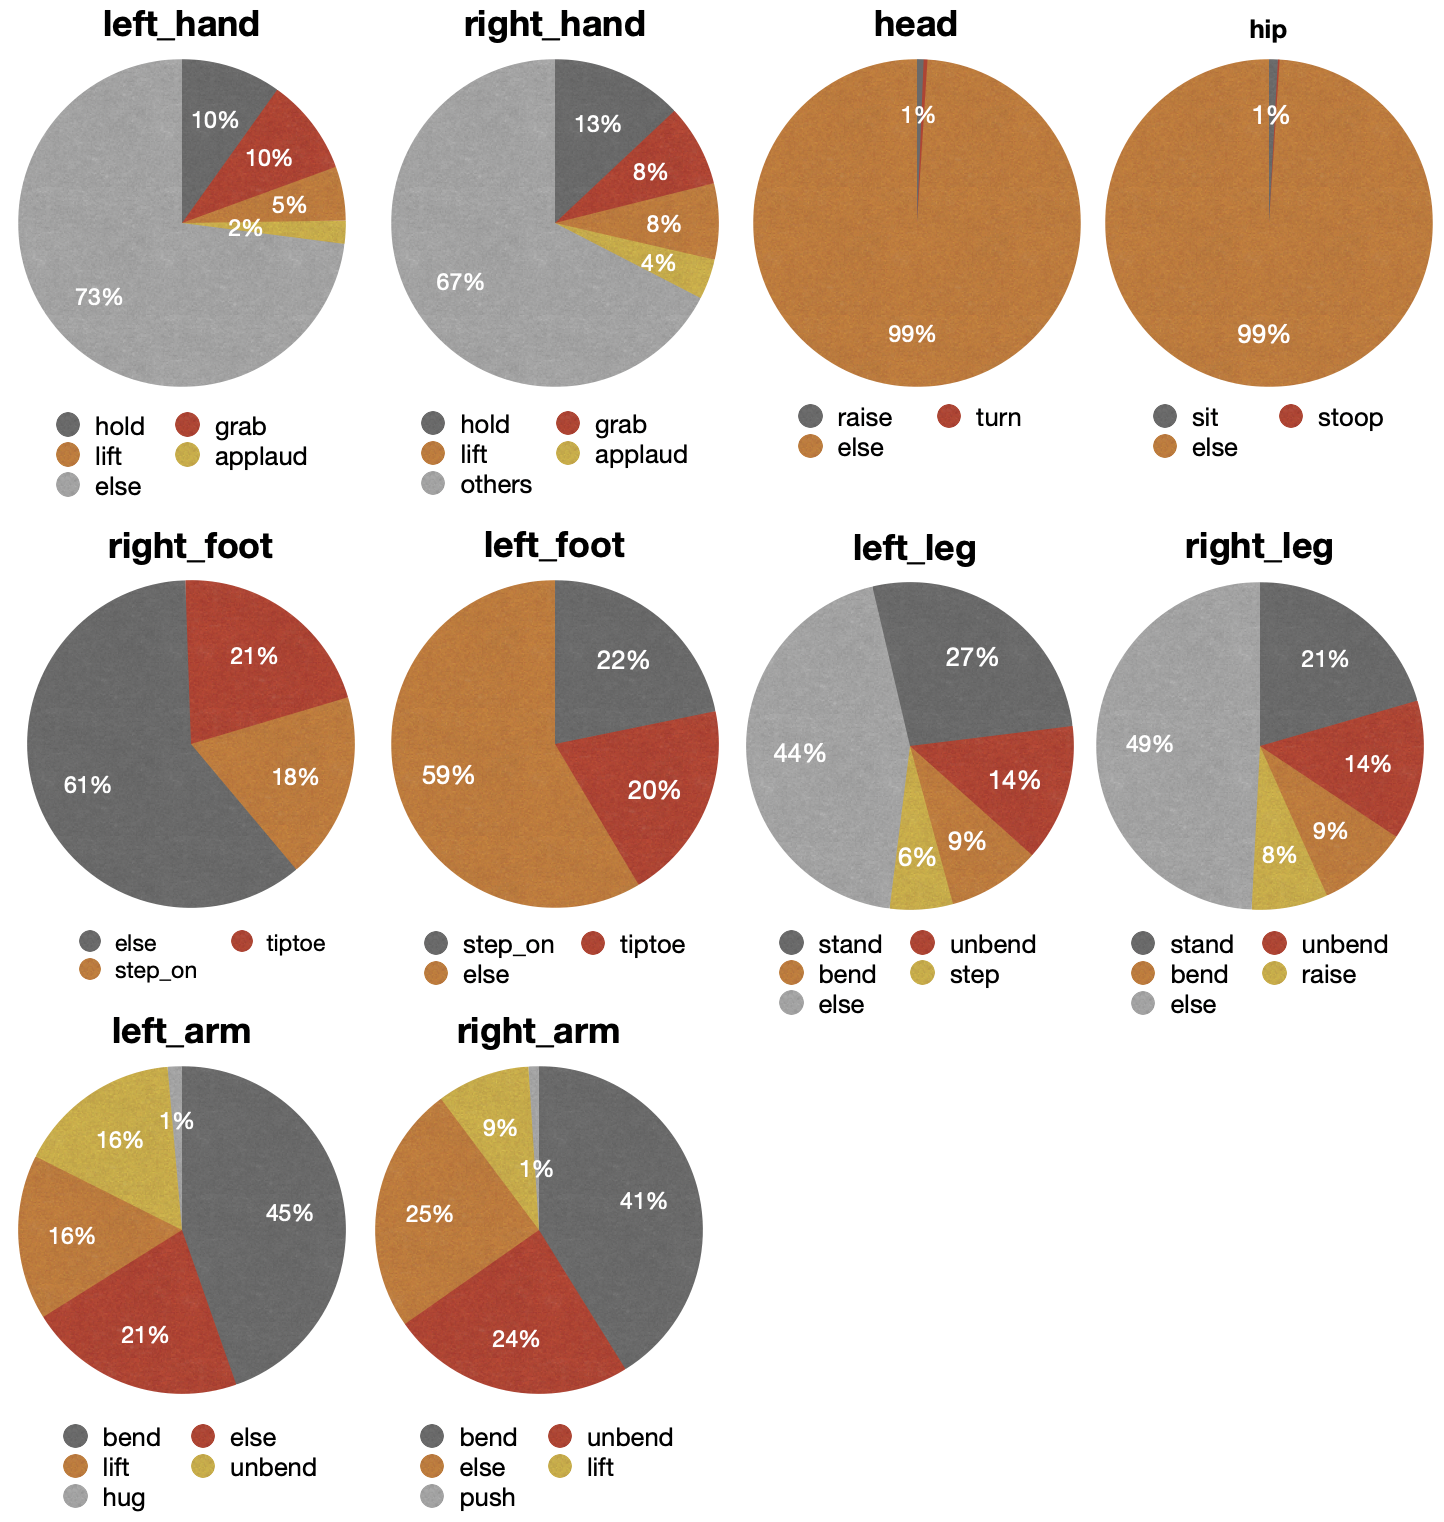 left_hand
10%
10%
5%
2%
73%
hold
grab
lift
applaud
else
right_hand
13%
8%
8%
4%
67%
hold
grab
lift
applaud
others
head
1%
99%
raise
turn
else
hip
1%
99%
sit
stoop
else
right_foot
21%
18%
61%
else
tiptoe
step_on
left_foot
22%
20%
59%
step_on
tiptoe
else
left_leg
27%
14%
9%
6%
44%
stand
unbend
bend
step
else
right_leg
21%
14%
9%
8%
49%
stand
unbend
bend
raise
else
left_arm
1%
16%
45%
16%
21%
bend
else
lift
unbend
hug
right_arm
9%
1%
41%
25%
24%
bend
unbend
else
lift
push